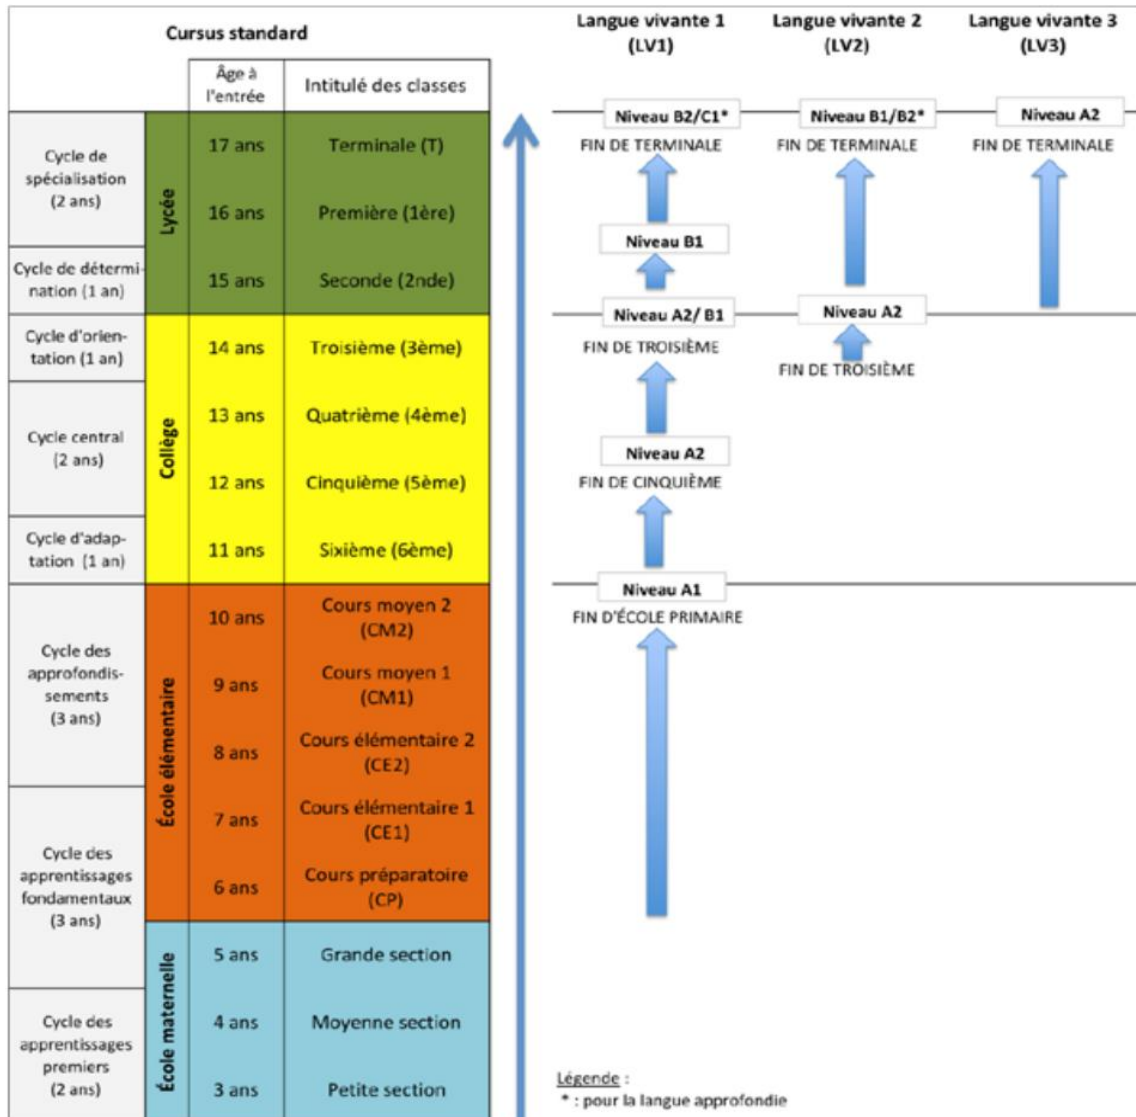 Cursus standard
Âge à
l'entrée
Intitulé des classes
Langue vivante 1
(LV1)
Langue vivante 2
(LV2)
Langue vivante 3
(LV3)
Cycle de
spécialisation
(2 ans)
Cycle de détermi-
nation (1 an)
Lycée
17 ans
Terminale (T)
16 ans
Première (1ère)
15 ans
Seconde (2nde)
Cycle d'orien-
tation (1 an)
Cycle central
(2 ans)
Cycle d'adap-
tation (1 an)
Collège
14 ans
Troisième (3ème)
13 ans
Quatrième (4ème)
12 ans
Cinquième (5ème)
11 ans
Sixième (6ème)
Cycle des
approfondis-
sements
(3 ans)
École élémentaire
10 ans
Cours moyen 2
(CM2)
9 ans
Cours moyen 1
(CM1)
8 ans
Cours élémentaire 2
(CE2)
7 ans
Cours élémentaire 1
(CE1)
6 ans
Cours préparatoire
(CP)
Cycle des
apprentissages
fondamentaux
(3 ans)
Cycle des
apprentissages
premiers
(2 ans)
École maternelle
5 ans
Grande section
4 ans
Moyenne section
3 ans
Petite section
Niveau B2/C1*
FIN DE TERMINALE
Niveau B1
Niveau A2/ B1
FIN DE TROISIÈME
Niveau A2
FIN DE CINQUIÈME
Niveau A1
FIN D'ÉCOLE PRIMAIRE
Niveau B1/B2*
FIN DE TERMINALE
Niveau A2
FIN DE TROISIÈME
Niveau A2
FIN DE TERMINALE
Légende :
* : pour la langue approfondie